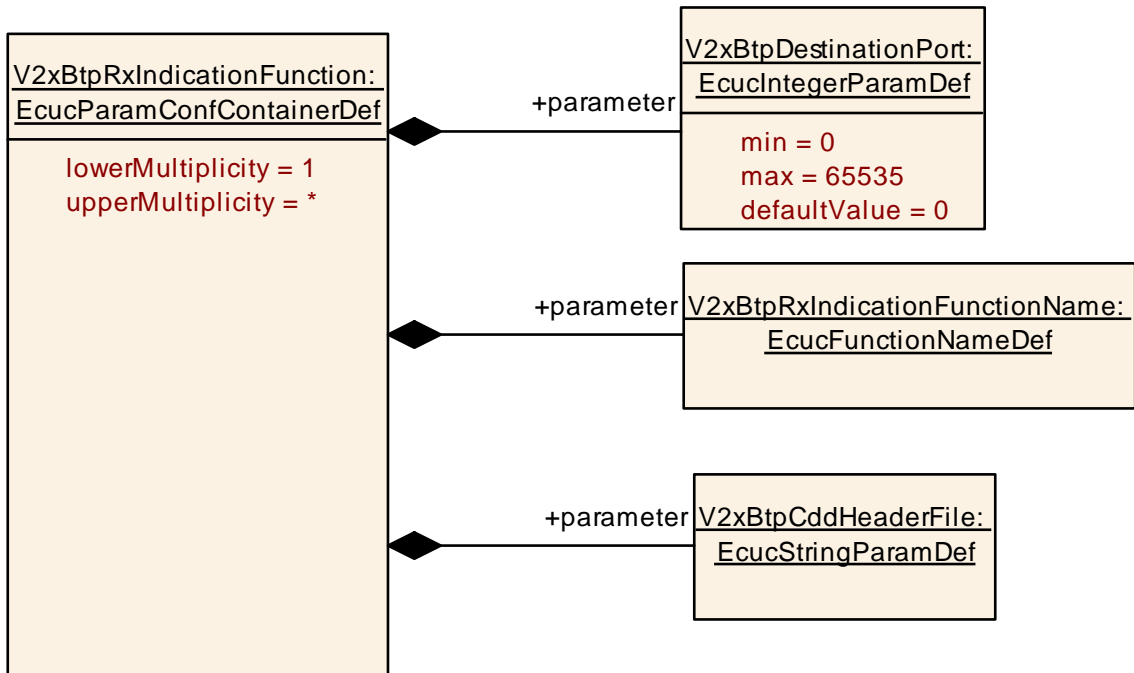 V2xBtpRxIndicationFunction:
EcucParamConfContainerDef
lowerMultiplicity = 1
upperMultiplicity = *
+parameter
V2xBtpDestinationPort:
EcucIntegerParamDef
min = 0
max = 65535
defaultValue = 0
+parameter
V2xBtpRxIndicationFunctionName:
EcucFunctionNameDef
+parameter
V2xBtpCddHeaderFile:
EcucStringParamDef